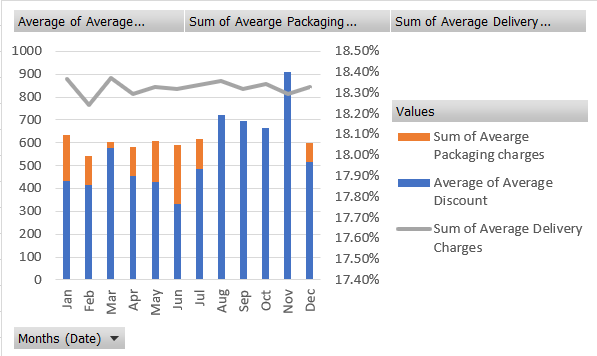 Average of Average...
Sum of Avearge Packaging...
Sum of Average Delivery...
1000
900
800
700
600
500
400
300
200
100
0
18.50%
18.40%
18.30%
18.20%
18.10%
18.00%
17.90%
17.80%
17.70%
17.60%
17.50%
17.40%
Jan
Feb
Mar
Apr
May
Jun
Jul
Aug
Sep
Oct
Nov
Dec
Values
Sum of Avearge
Packaging charges
Average of Average
Discount
Sum of Average Delivery
Charges
Months (Date)